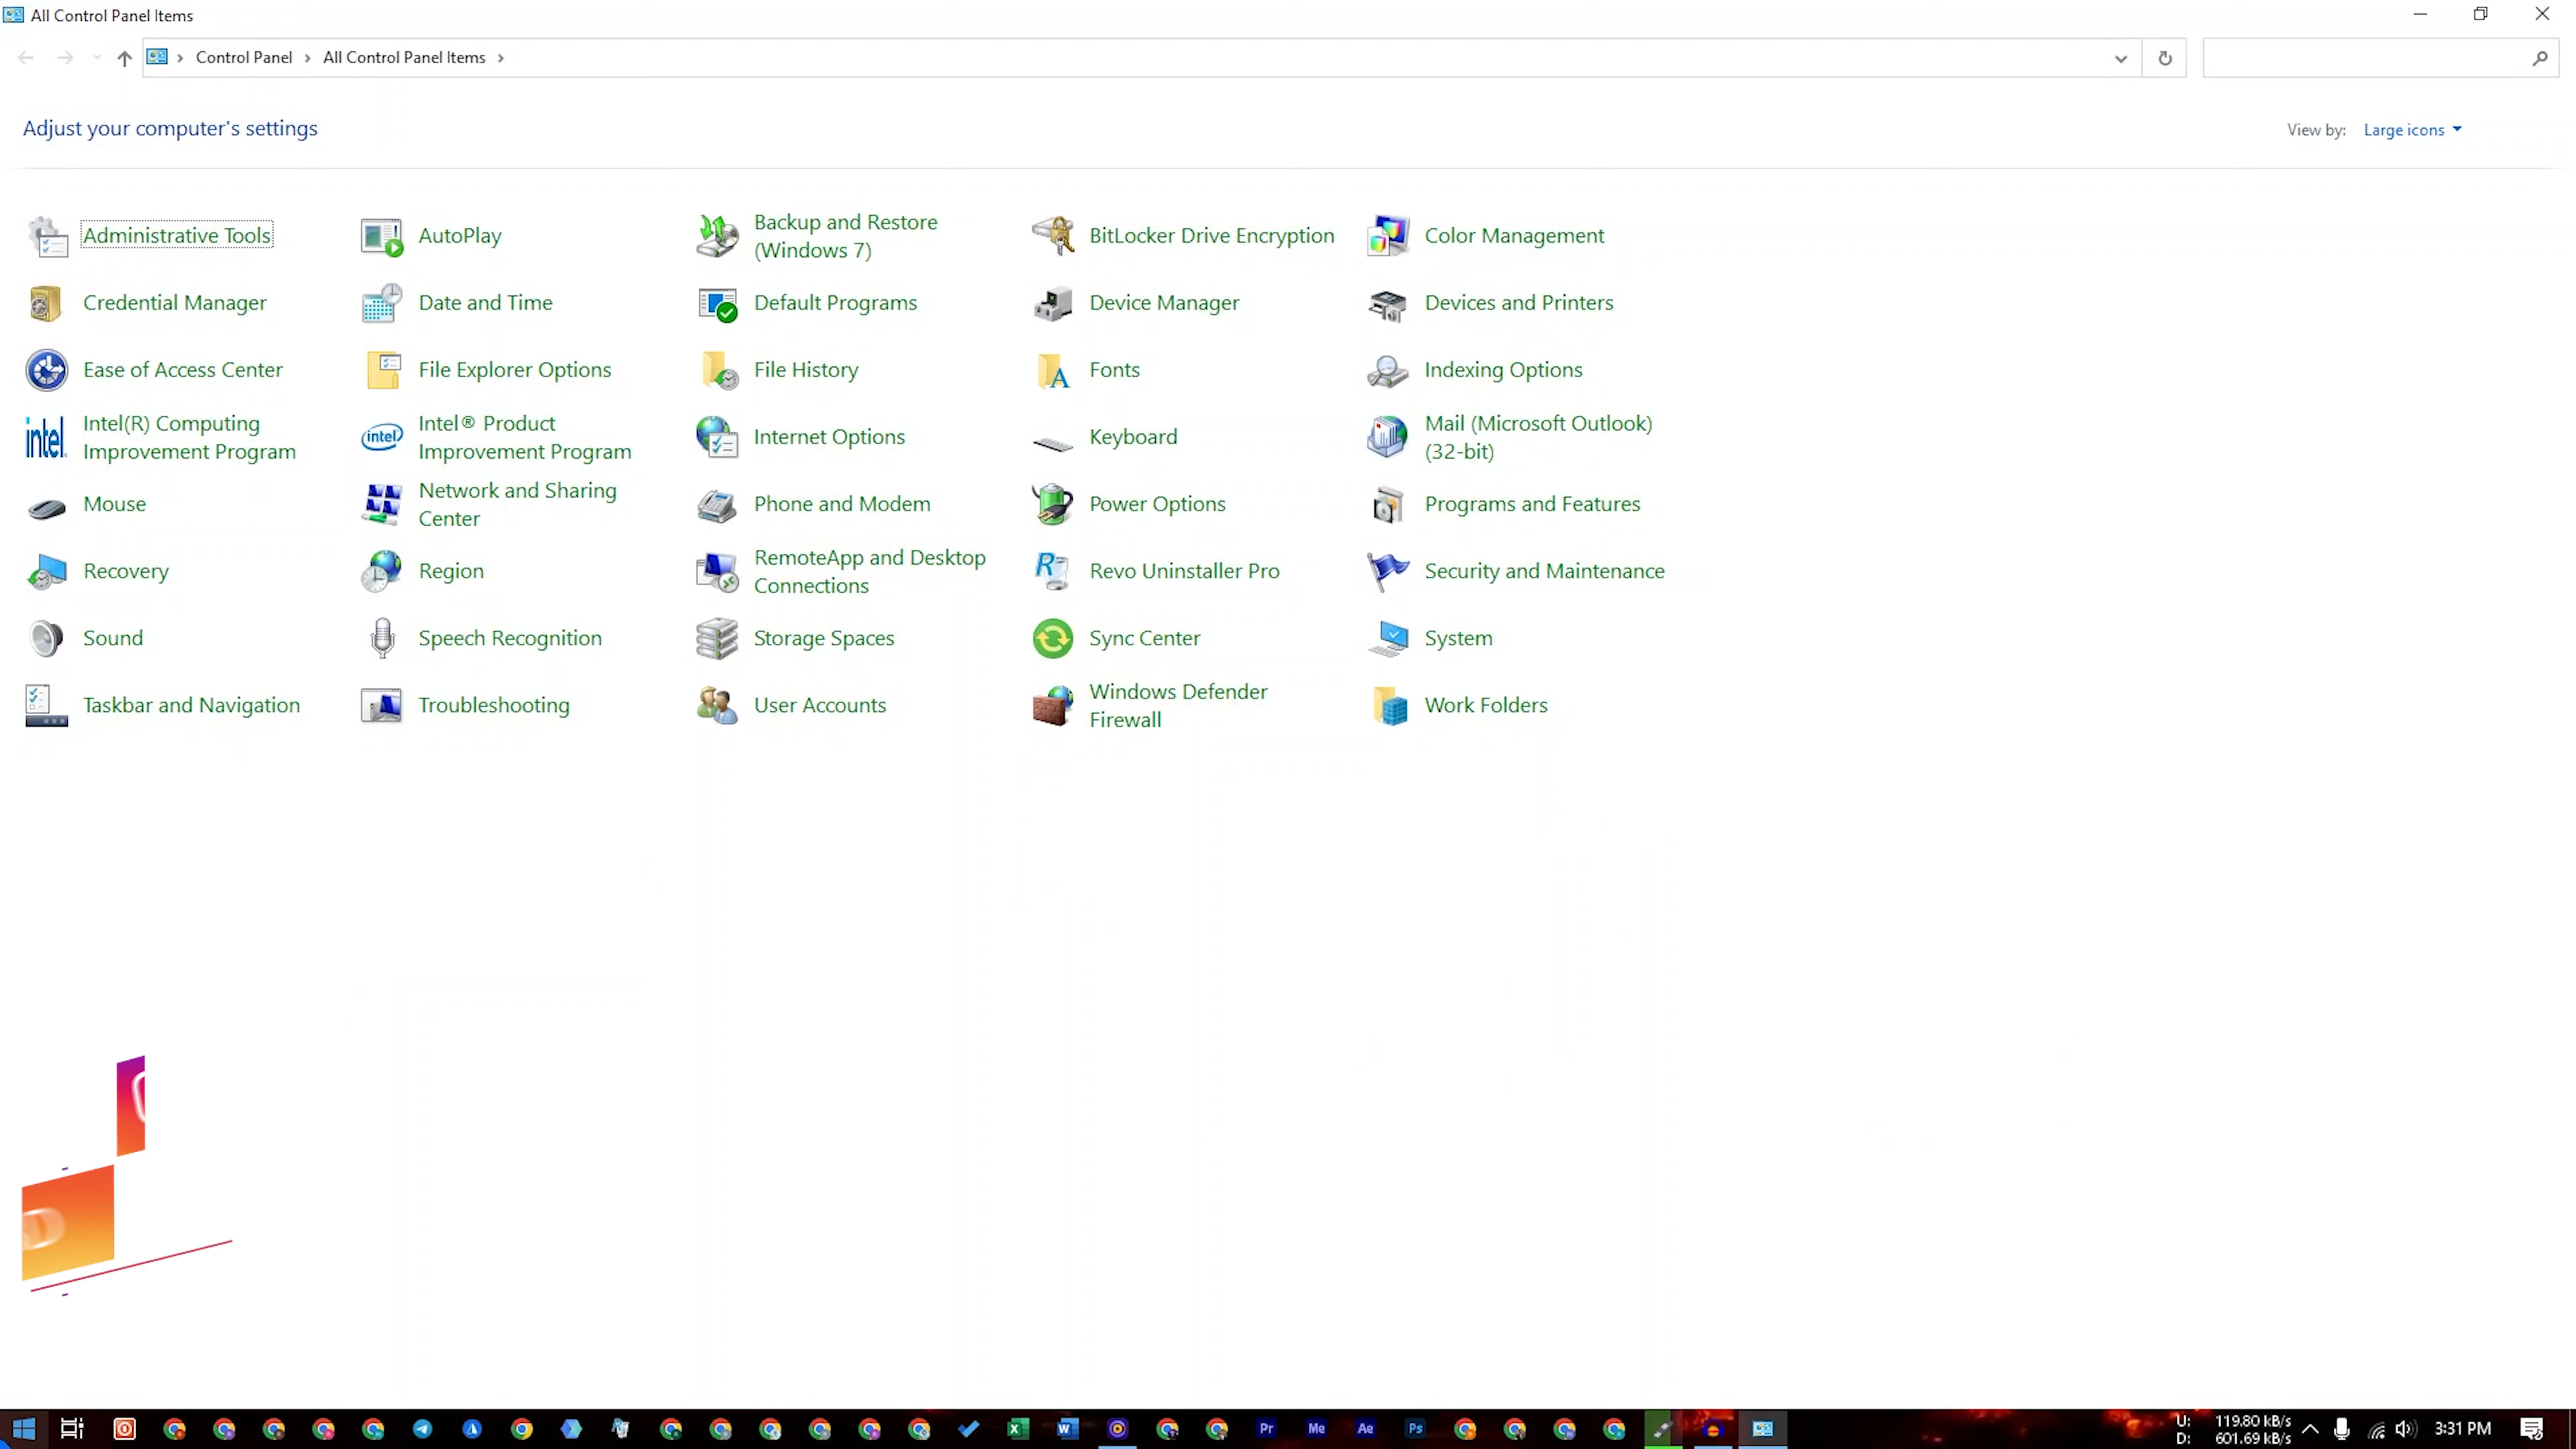 All Control Panel Items
Control Panel
All Control Panel Items
Adjust your computer's settings
View by:
Large icons
Administrative Tools
AutoPlay
Backup and Restore
(Windows 7)
BitLocker Drive Encryption
Color Management
Credential Manager
Date and Time
Default Programs
Device Manager
Devices and Printers
Ease of Access Center
File Explorer Options
File History
Fonts
Indexing Options
intel.
Intel(R) Computing
Improvement Program
intel
Intel® Product
Improvement Program
Internet Options
Keyboard
Mail (Microsoft Outlook)
(32-bit)
Mouse
Network and Sharing
Center
Phone and Modem
Power Options
Programs and Features
Recovery
Region
RemoteApp and Desktop
Connections
Revo Uninstaller Pro
Security and Maintenance
Sound
Speech Recognition
Storage Spaces
Sync Center
System
Taskbar and Navigation
Troubleshooting
User Accounts
Windows Defender
Firewall
Work Folders
Pr
Me
Ae
Ps
U: 119.80 kB/s
D: 601.69 kB/s
3:31 PM